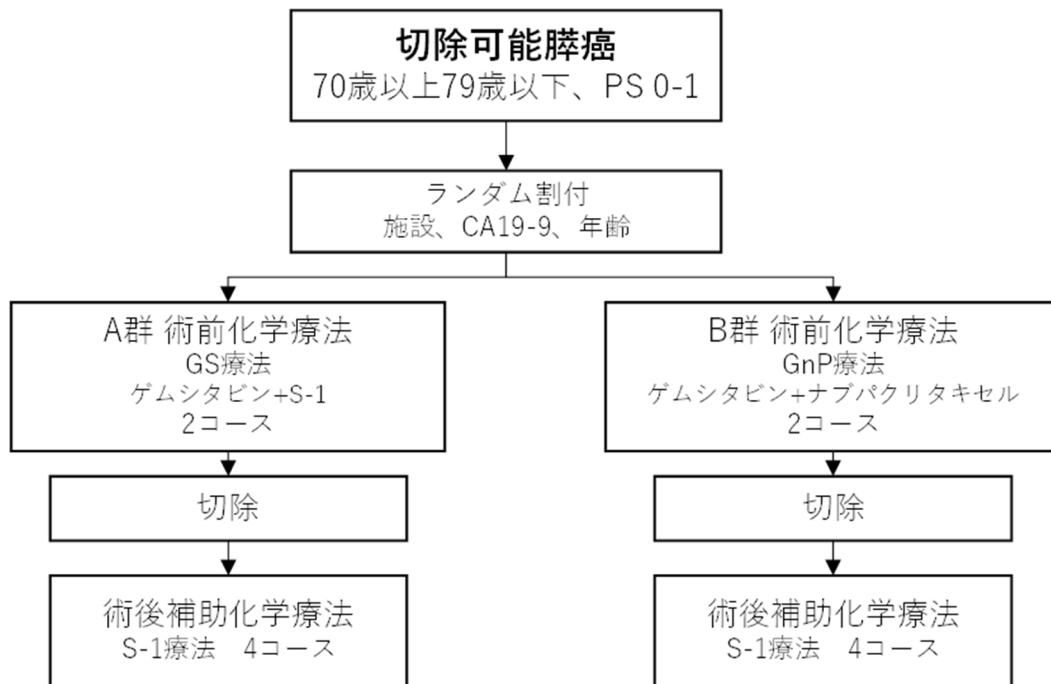 切除可能膵癌
70歳以上79歳以下、PS 0-1
ランダム割付
施設、CA19-9、年齢
A群 術前化学療法
GS療法
ゲムシタビン+S-1
2コース
切除
術後補助化学療法
S-1療法　4コース
B群 術前化学療法
GnP療法
ゲムシタビン+ナブパクリタキセル
2コース
切除
術後補助化学療法
S-1療法　4コース